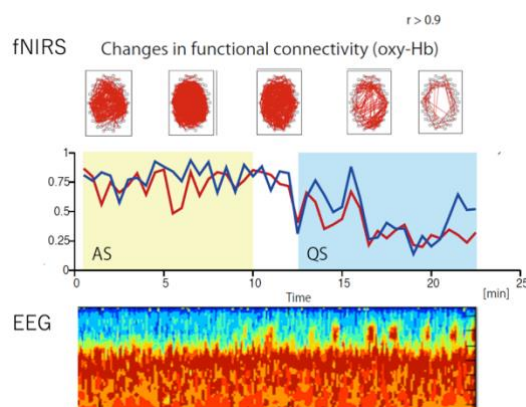 r > 0.9
fNIRS
Changes in functional connectivity (oxy-Hb)
1
0.75
0.5
0.25
0
AS
QS
0
5
10
15
20
25
Time
[min]
EEG